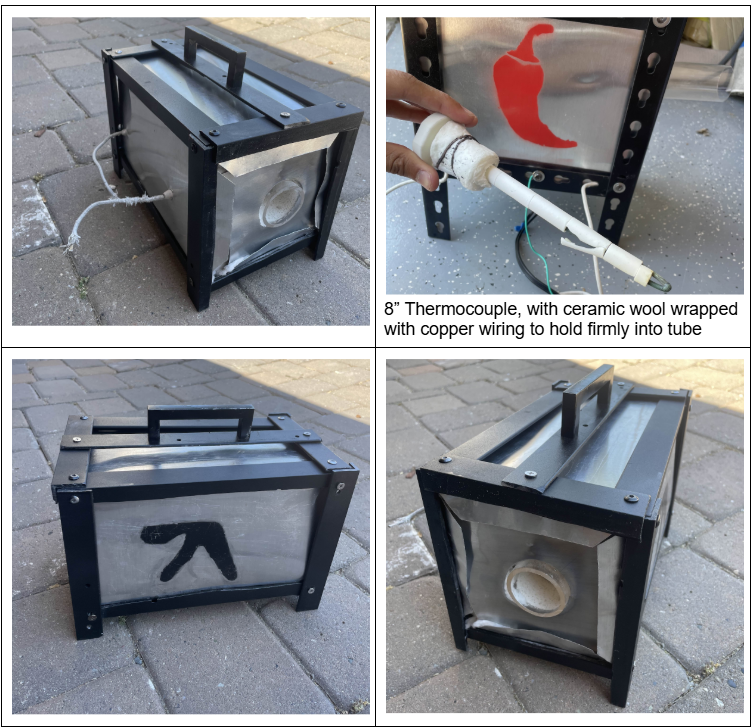 8” Thermocouple, with ceramic wool wrapped
with copper wiring to hold firmly into tube